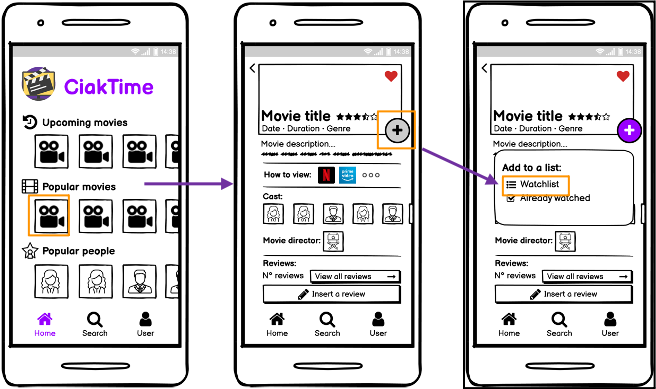 14:38
CiakTime
Upcoming movies
Popular movies
Popular people
Home
Search
User
14:38
Movie title
Date · Duration · Genre
Movie description...
How to view:
N
prime video
Cast:
Movie director:
Reviews:
N° reviews
View all reviews →
Insert a review
Home
Search
User
14:38
Movie title
Date · Duration · Genre
Movie description...
Add to a list:
Watchlist
Already watched
Movie director:
Reviews:
N° reviews
View all reviews →
Insert a review
Home
Search
User